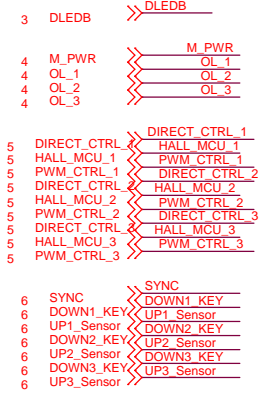 3 DLEDB DLEDB
4 M_PWR M_PWR
4 OL_1 OL_1
4 OL_2 OL_2
4 OL_3 OL_3
5 DIRECT_CTRL_1 DIRECT_CTRL_1
5 HALL_MCU_1 HALL_MCU_1
5 PWM_CTRL_1 PWM_CTRL_1
5 DIRECT_CTRL_2 DIRECT_CTRL_2
5 HALL_MCU_2 HALL_MCU_2
5 PWM_CTRL_2 PWM_CTRL_2
5 DIRECT_CTRL_3 DIRECT_CTRL_3
5 HALL_MCU_3 HALL_MCU_3
5 PWM_CTRL_3 PWM_CTRL_3
6 SYNC SYNC
6 DOWN1_KEY DOWN1_KEY
6 UP1_Sensor UP1_Sensor
6 DOWN2_KEY DOWN2_KEY
6 UP2_Sensor UP2_Sensor
6 DOWN3_KEY DOWN3_KEY
6 UP3_Sensor UP3_Sensor